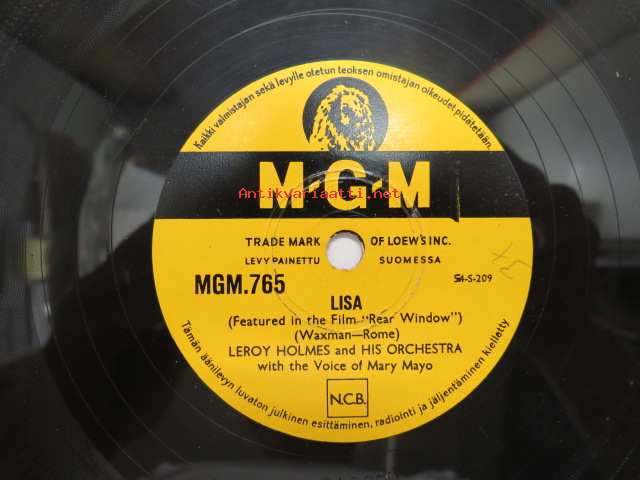 Kaikki valmistajan sekä levylle otetun teoksen omistajan oikeudet pidätetään.
M-G-M
Antikvariaatti.net
TRADE MARK OF LOEW'S INC.
LEVY PAINETTU SUOMESSA
MGM.765
54-S-209
LISA
(Featured in the Film "Rear Window")
(Waxman—Rome)
LEROY HOLMES and HIS ORCHESTRA
with the Voice of Mary Mayo
N.C.B.
Tämän äänilevyn luvaton julkinen esittäminen, radiointi ja jäljentäminen kielletty